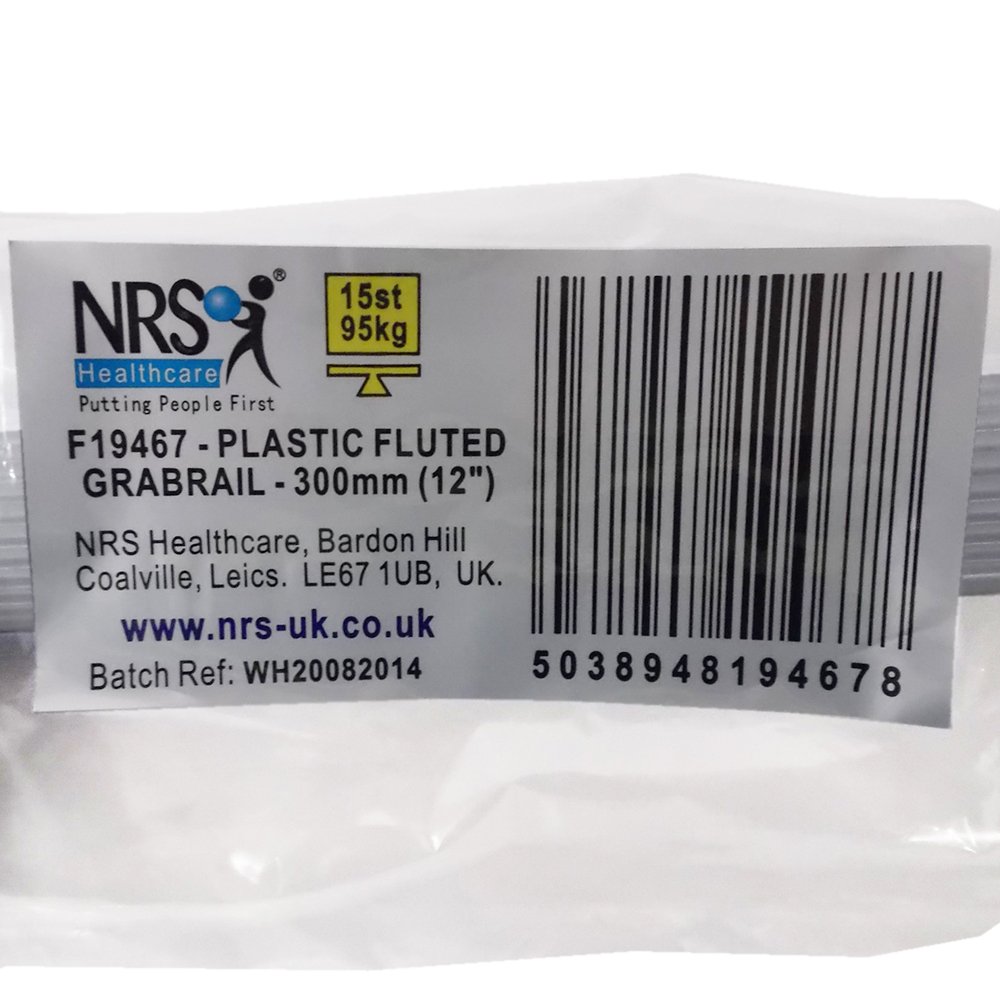 NRS®
Healthcare
Putting People First
15st
95kg
F19467 - PLASTIC FLUTED
GRABRAIL - 300mm (12")
NRS Healthcare, Bardon Hill
Coalville, Leics. LE67 1UB, UK.
www.nrs-uk.co.uk
Batch Ref: WH20082014
5038948194678